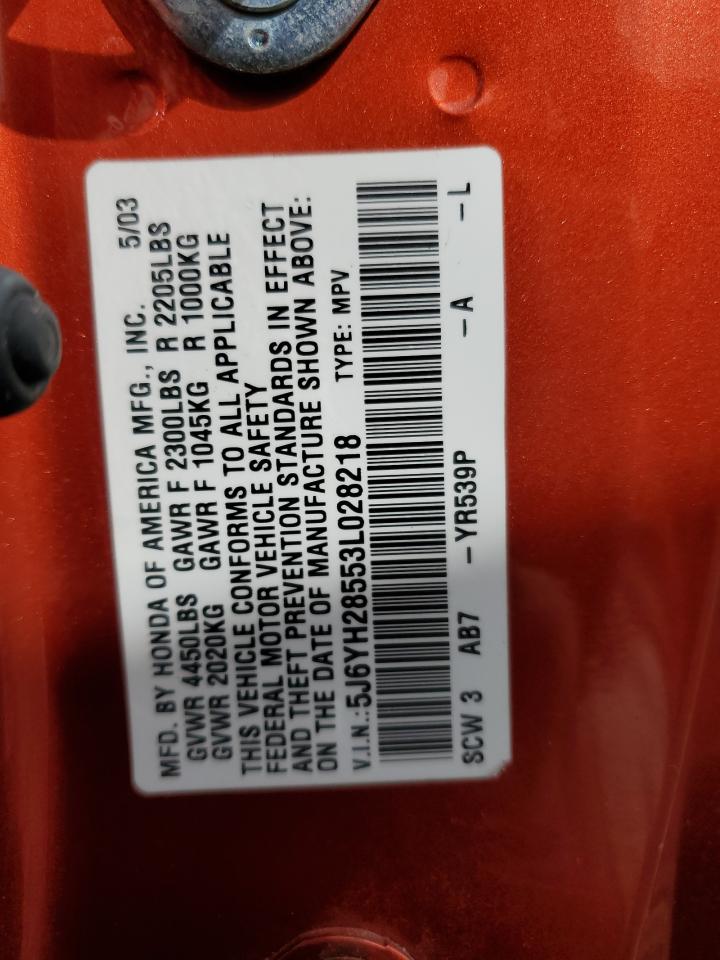 MFD. BY HONDA OF AMERICA MFG., INC. 5/03
GVWR 4450LBS GAWR F 2300LBS R 2205LBS
GVWR 2020KG GAWR F 1045KG R 1000KG
THIS VEHICLE CONFORMS TO ALL APPLICABLE
FEDERAL MOTOR VEHICLE SAFETY
AND THEFT PREVENTION STANDARDS IN EFFECT
ON THE DATE OF MANUFACTURE SHOWN ABOVE:
V.I.N.:5J6YH28553L028218 TYPE: MPV
SCW 3 AB7 -YR539P -A -L